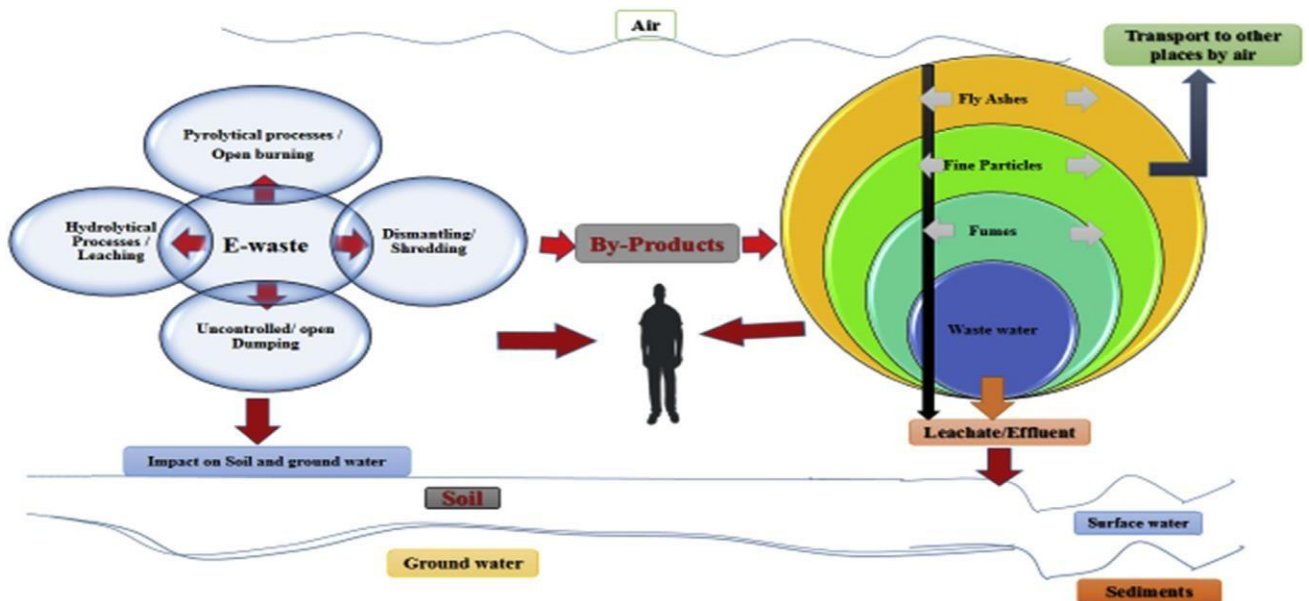 Air
Transport to other
places by air
Fly Ashes
Pyrolytical processes /
Open burning
Fine Particles
Hydrolytical
Processes /
Leaching
E-waste
Dismantling/
Shredding
By-Products
Fumes
Uncontrolled/ open
Dumping
Waste water
Leachate/Effluent
Impact on Soil and ground water
Soil
Surface water
Ground water
Sediments